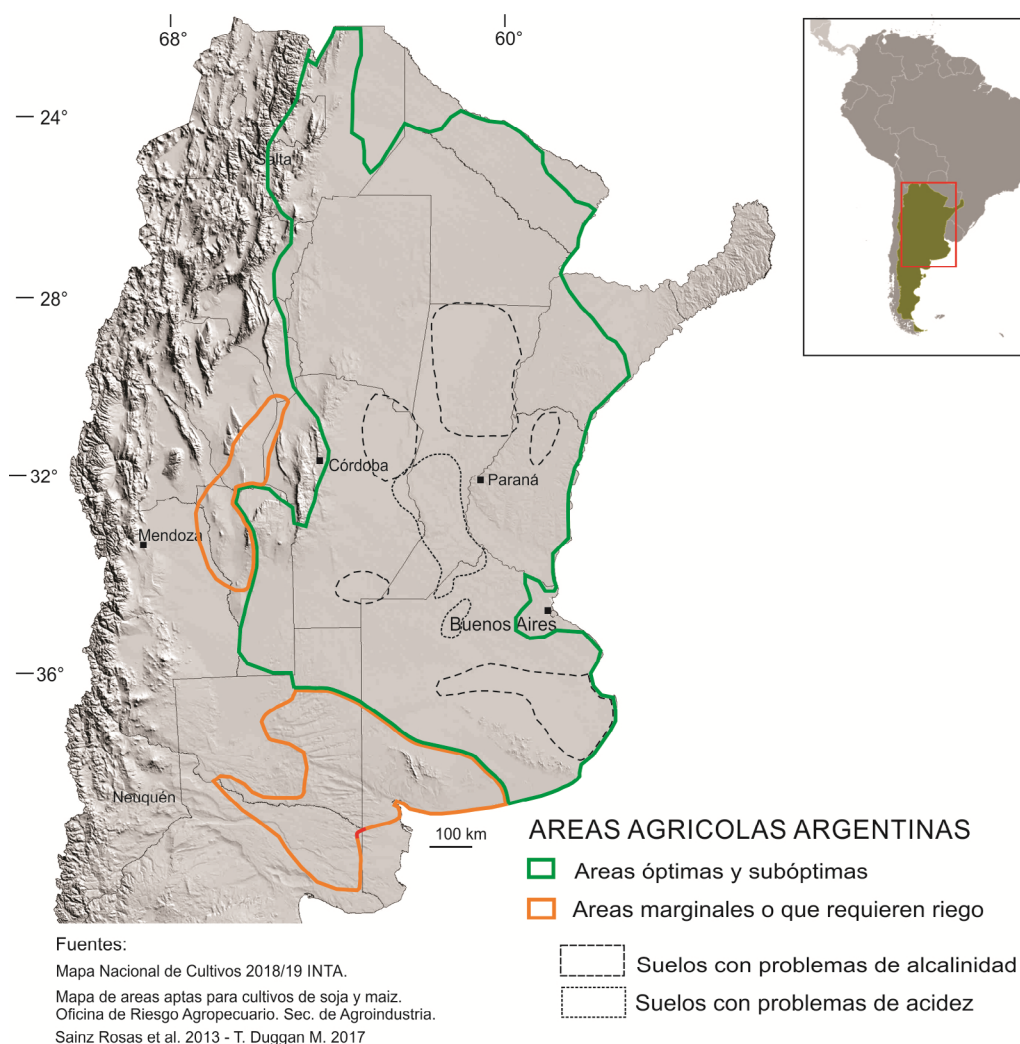 68°
60°
24°
Salta
28°
Córdoba
32°
Paraná
Mendoza
Buenos Aires
36°
Neuquén
100 km
AREAS AGRICOLAS ARGENTINAS
Areas óptimas y subóptimas
Areas marginales o que requieren riego
Suelos con problemas de alcalinidad
Suelos con problemas de acidez
Fuentes:
Mapa Nacional de Cultivos 2018/19 INTA.
Mapa de areas aptas para cultivos de soja y maiz.
Oficina de Riesgo Agropecuario. Sec. de Agroindustria.
Sainz Rosas et al. 2013 - T. Duggan M. 2017